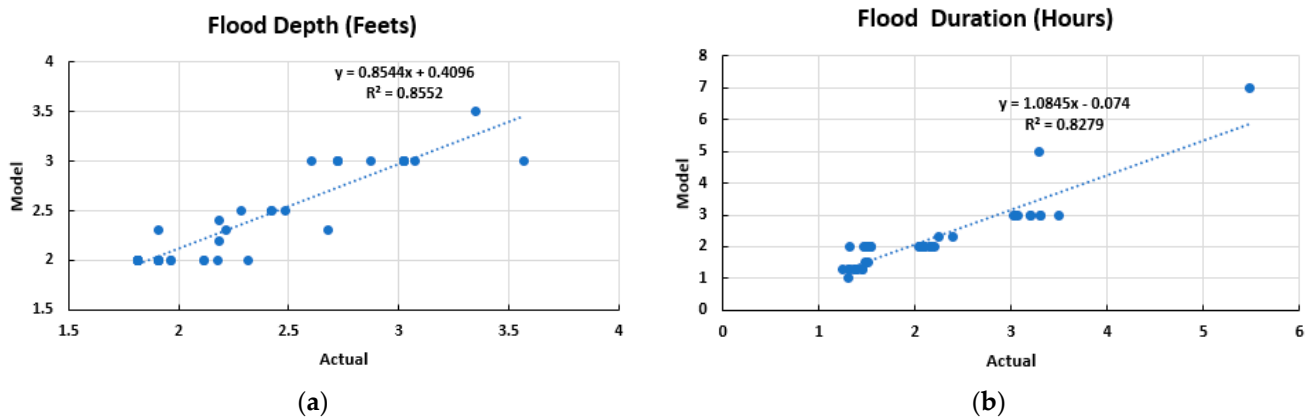 Flood Depth (Feets)
4
3.5
3
2.5
2
1.5
1.5
2
2.5
3
3.5
4
Model
Actual
y = 0.8544x + 0.4096
R² = 0.8552
(a)
Flood Duration (Hours)
8
7
6
5
4
3
2
1
0
0
1
2
3
4
5
6
Model
Actual
y = 1.0845x - 0.074
R² = 0.8279
(b)